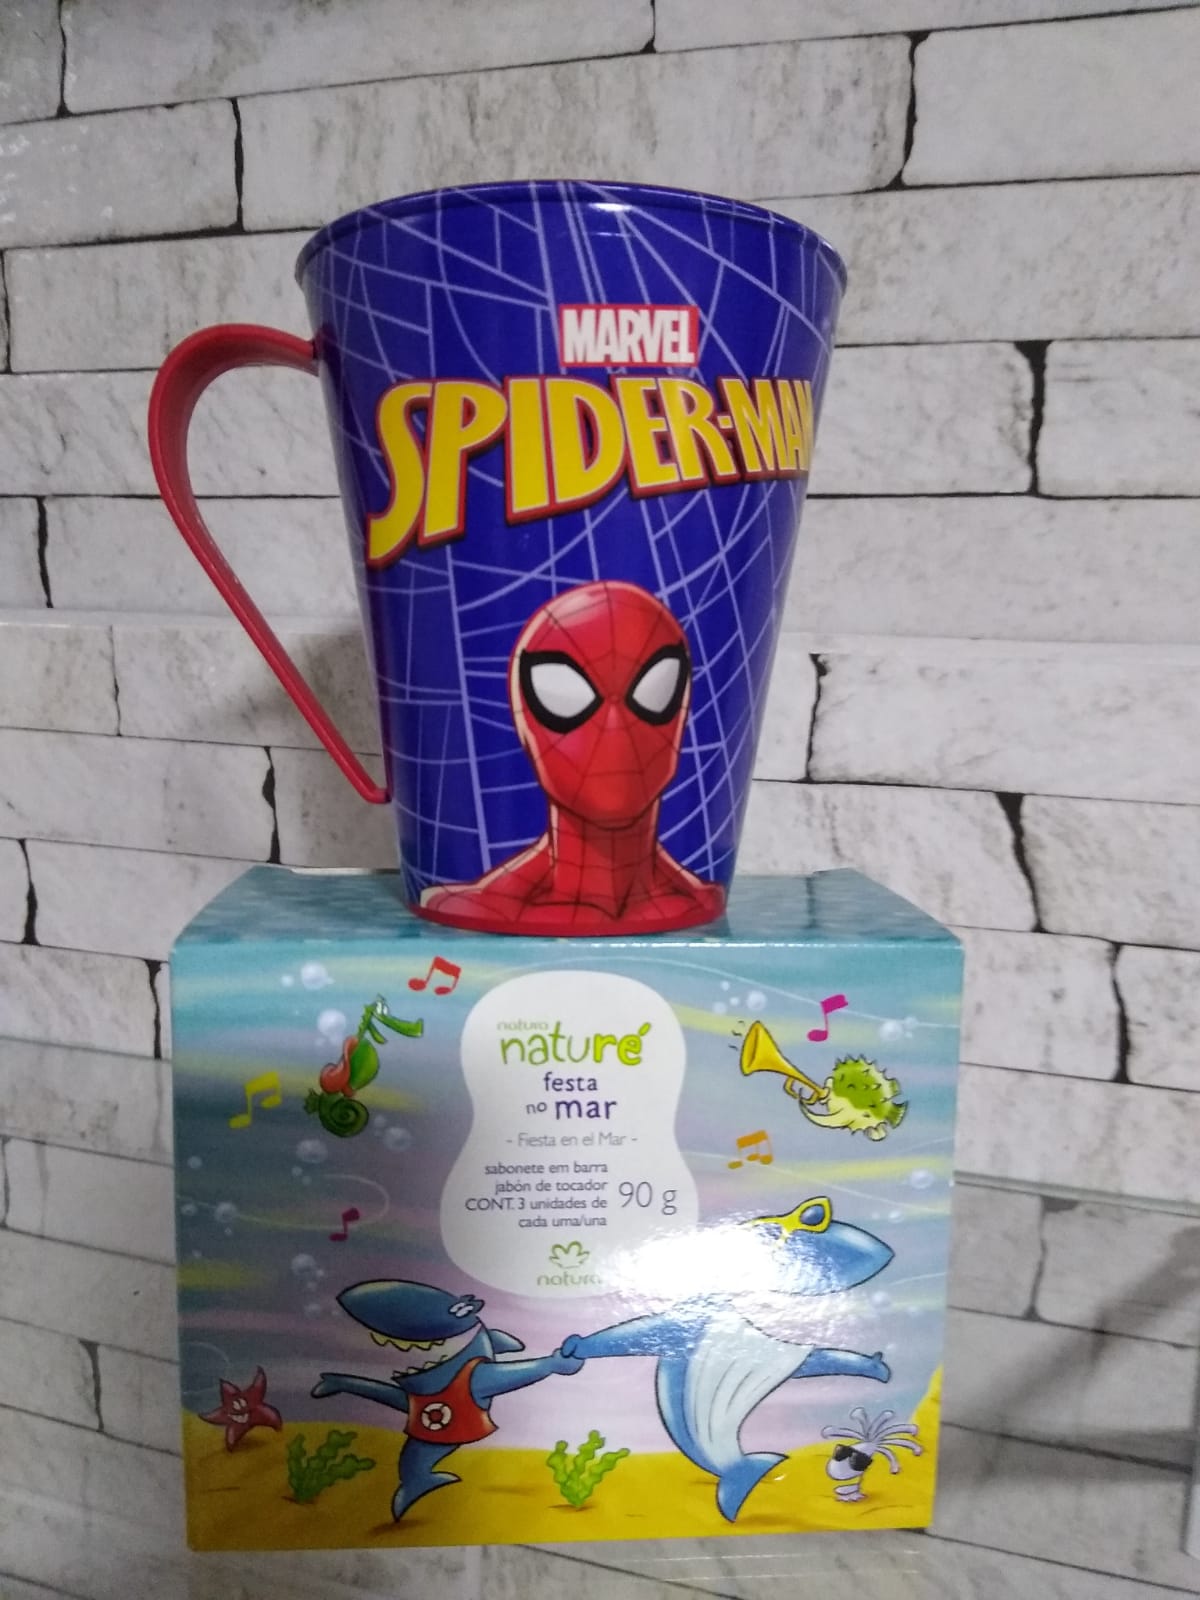 MARVEL
SPIDER-MAN
natura
naturé
festa
no mar
- Fiesta en el Mar -
sabonete em barra
jabón de tocador
CONT. 3 unidades de
cada uma/una
90 g
natura